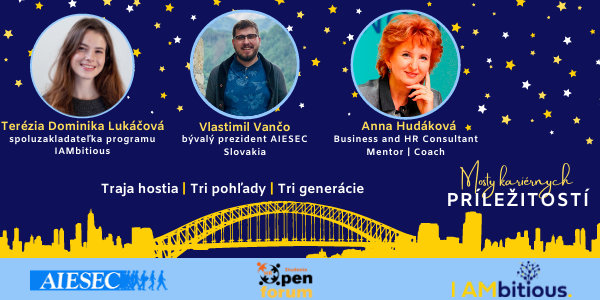 Terézia Dominika Lukáčová
spoluzakladateľka programu
IAMbitious
Vlastimil Vančo
bývalý prezident AIESEC
Slovakia
Anna Hudáková
Business and HR Consultant
Mentor | Coach
Traja hostia | Tri pohľady | Tri generácie
Mosty kariérnych
PRÍLEŽITOSTÍ
AIESEC
Študentské
Open
forum
I AMbitious